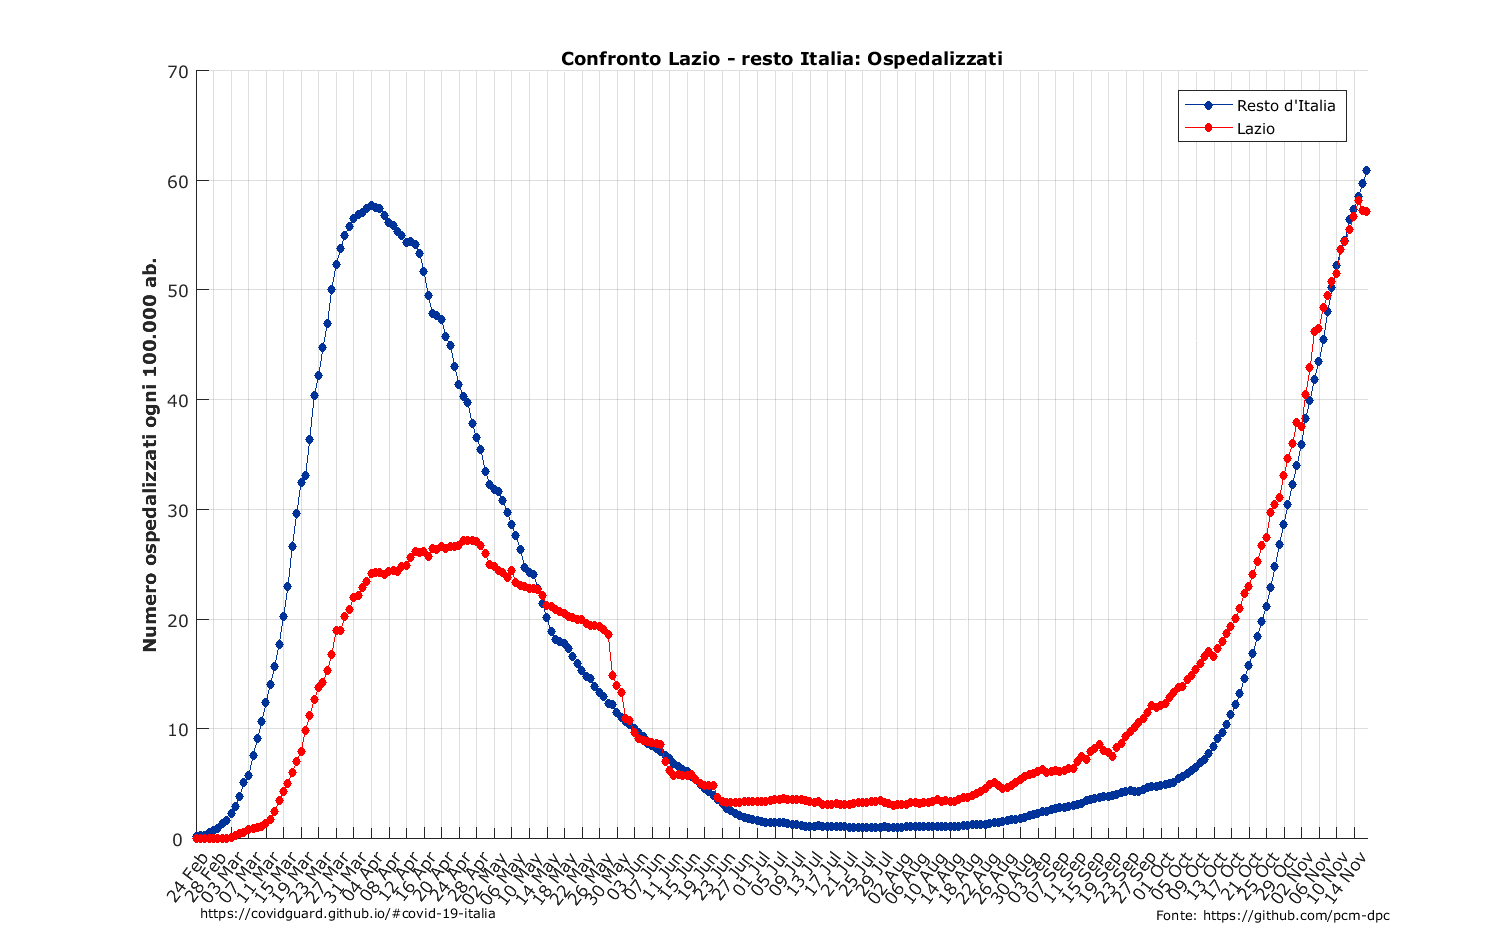 Confronto Lazio - resto Italia: Ospedalizzati
Resto d'Italia
Lazio
Numero ospedalizzati ogni 100.000 ab.
70
60
50
40
30
20
10
0
24 Feb
28 Feb
03 Mar
07 Mar
11 Mar
15 Mar
19 Mar
23 Mar
27 Mar
31 Mar
04 Apr
08 Apr
12 Apr
16 Apr
20 Apr
24 Apr
28 Apr
02 May
06 May
10 May
14 May
18 May
22 May
26 May
30 May
03 Jun
07 Jun
11 Jun
15 Jun
19 Jun
23 Jun
27 Jun
01 Jul
05 Jul
09 Jul
13 Jul
17 Jul
21 Jul
25 Jul
29 Jul
02 Aug
06 Aug
10 Aug
14 Aug
18 Aug
22 Aug
26 Aug
30 Aug
03 Sep
07 Sep
11 Sep
15 Sep
19 Sep
23 Sep
27 Sep
01 Oct
05 Oct
09 Oct
13 Oct
17 Oct
21 Oct
25 Oct
29 Oct
02 Nov
06 Nov
10 Nov
14 Nov
https://covidguard.github.io/#covid-19-italia
Fonte: https://github.com/pcm-dpc